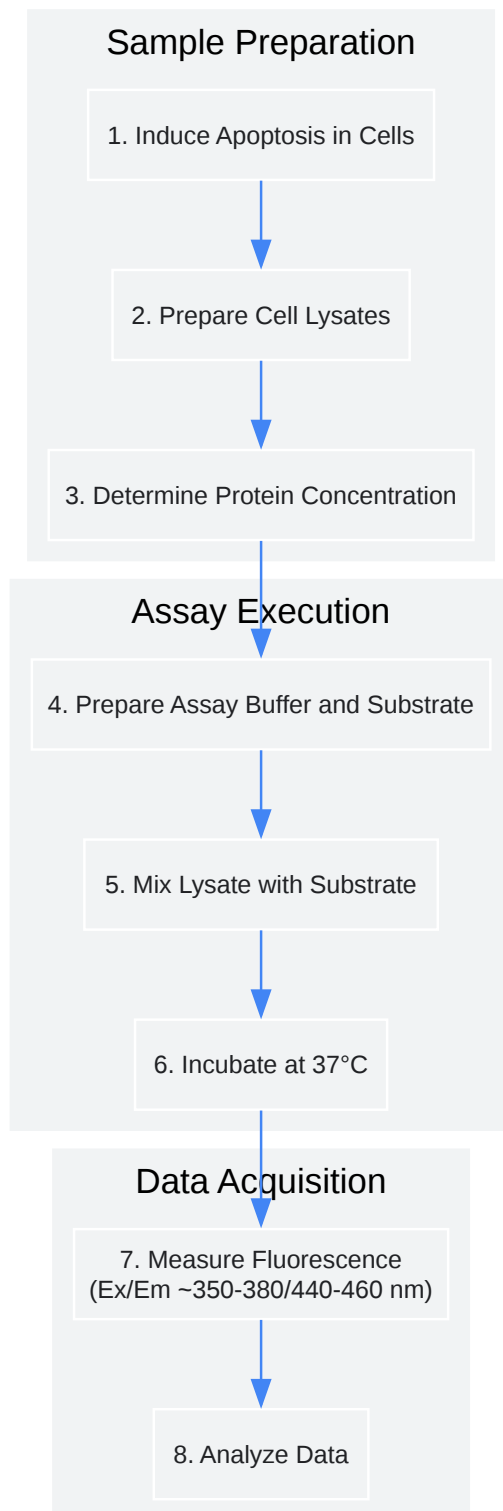 Sample Preparation
1. Induce Apoptosis in Cells
2. Prepare Cell Lysates
3. Determine Protein Concentration
Assay Execution
4. Prepare Assay Buffer and Substrate
5. Mix Lysate with Substrate
6. Incubate at 37°C
Data Acquisition
7. Measure Fluorescence
(Ex/Em ~350-380/440-460 nm)
8. Analyze Data